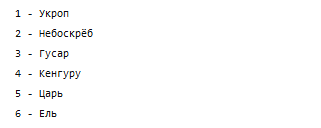 1 - Укроп
2 - Небоскрёб
3 - Гусар
4 - Кенгуру
5 - Царь
6 - Ель